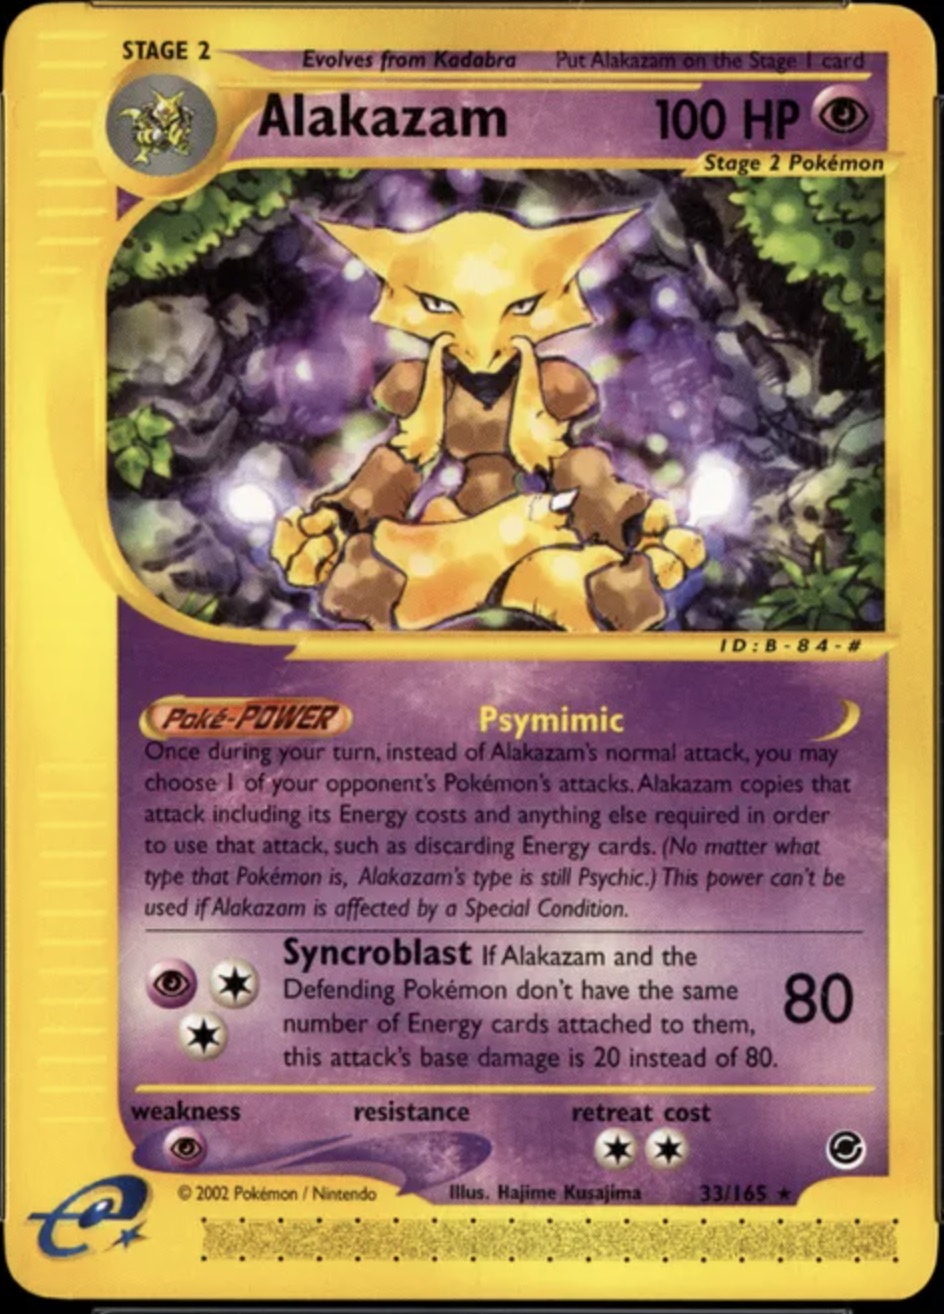 STAGE 2
Evolves from Kadabra Put Alakazam on the Stage 1 card
Alakazam 100 HP
Stage 2 Pokémon
ID:B-84-#
Poké-POWER Psymimic
Once during your turn, instead of Alakazam's normal attack, you may
choose 1 of your opponent's Pokémon's attacks. Alakazam copies that
attack including its Energy costs and anything else required in order
to use that attack, such as discarding Energy cards. (No matter what
type that Pokémon is, Alakazam's type is still Psychic.) This power can't be
used if Alakazam is affected by a Special Condition.
Syncroblast If Alakazam and the
Defending Pokémon don't have the same
number of Energy cards attached to them,
this attack's base damage is 20 instead of 80.
80
weakness resistance retreat cost
© 2002 Pokémon / Nintendo Illus. Hajime Kusajima 33/165 ★
e